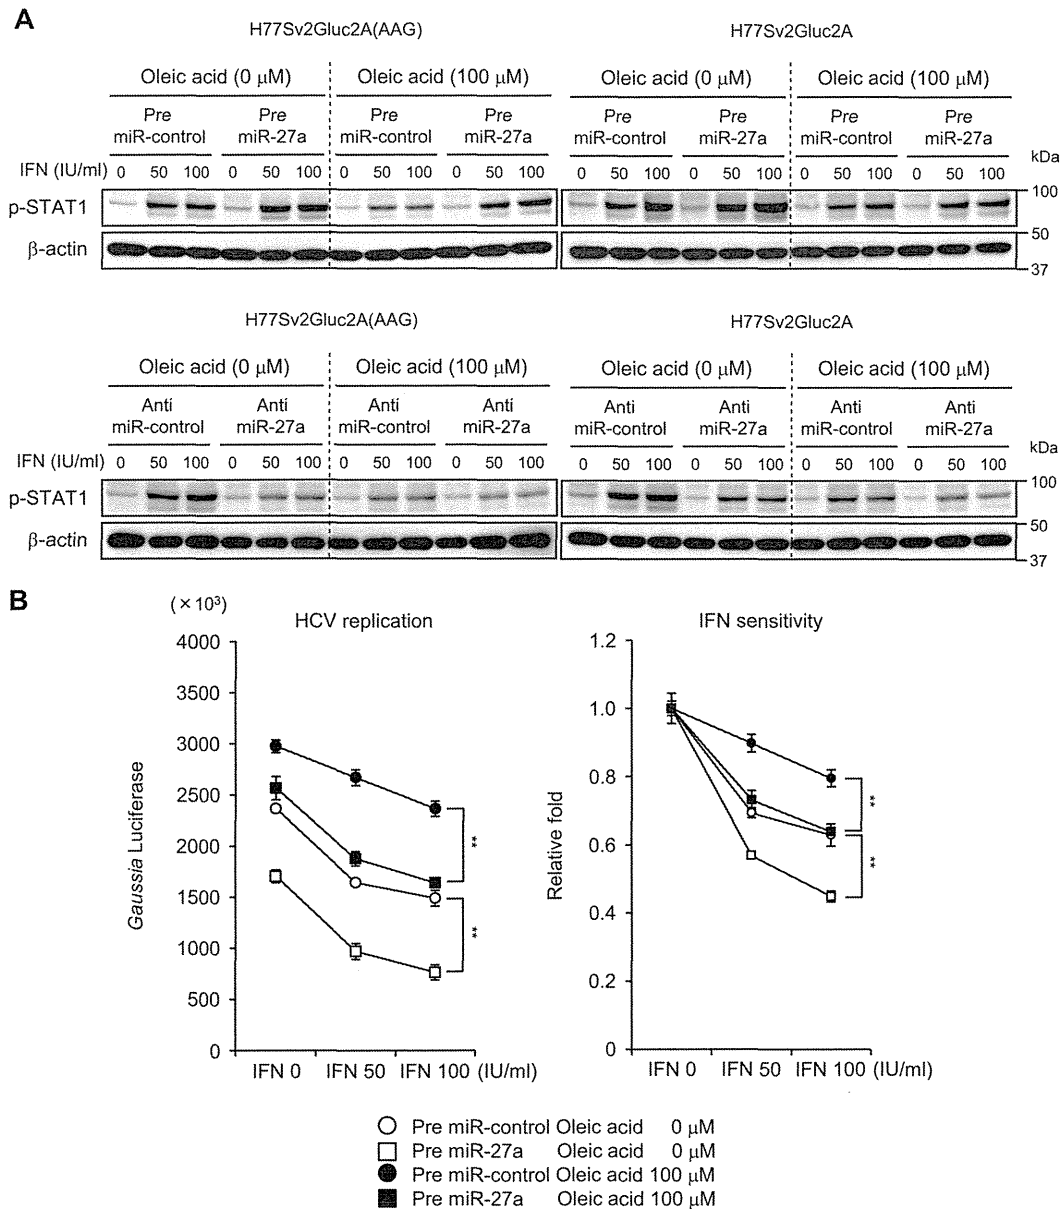 A
H77Sv2Gluc2A(AAG) H77Sv2Gluc2A
Oleic acid (0 μM) Oleic acid (100 μM) Oleic acid (0 μM) Oleic acid (100 μM)
Pre Pre Pre Pre Pre Pre Pre Pre
miR-control miR-27a miR-control miR-27a miR-control miR-27a miR-control miR-27a
kDa
IFN (IU/ml) 0 50 100 0 50 100 0 50 100 0 50 100 0 50 100 0 50 100 0 50 100 0 50 100
100
p-STAT1
50
β-actin
37
H77Sv2Gluc2A(AAG) H77Sv2Gluc2A
Oleic acid (0 μM) Oleic acid (100 μM) Oleic acid (0 μM) Oleic acid (100 μM)
Anti Anti Anti Anti Anti Anti Anti Anti
miR-control miR-27a miR-control miR-27a miR-control miR-27a miR-control miR-27a
kDa
IFN (IU/ml) 0 50 100 0 50 100 0 50 100 0 50 100 0 50 100 0 50 100 0 50 100 0 50 100
100
p-STAT1
50
β-actin
37
B
(×10³)
HCV replication
4000
3500
3000
2500
2000
1500
1000
500
0
Gaussia Luciferase
**
**
IFN 0 IFN 50 IFN 100 (IU/ml)
IFN sensitivity
1.2
1.0
0.8
0.6
0.4
0.2
0
Relative fold
**
**
IFN 0 IFN 50 IFN 100 (IU/ml)
Pre miR-control Oleic acid 0 μM
Pre miR-27a Oleic acid 0 μM
Pre miR-control Oleic acid 100 μM
Pre miR-27a Oleic acid 100 μM